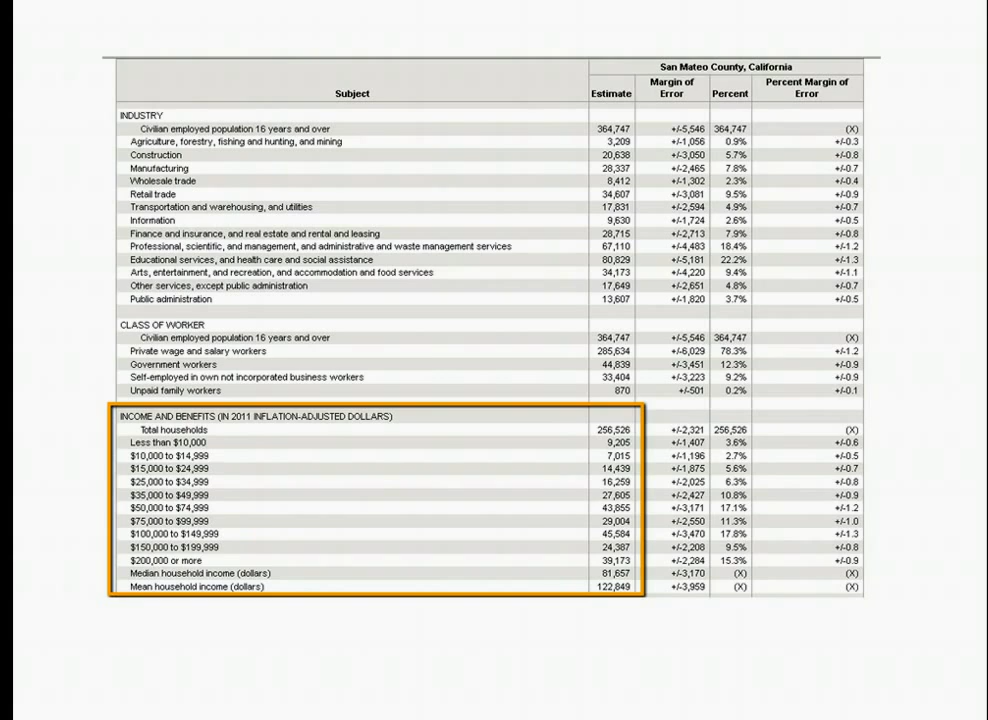 San Mateo County, California
Subject Estimate Margin of Error Percent Percent Margin of Error
INDUSTRY
Civilian employed population 16 years and over 364,747 +/-5,546 364,747 (X)
Agriculture, forestry, fishing and hunting, and mining 3,209 +/-1,056 0.9% +/-0.3
Construction 20,638 +/-3,050 5.7% +/-0.8
Manufacturing 28,337 +/-2,465 7.8% +/-0.7
Wholesale trade 8,412 +/-1,302 2.3% +/-0.4
Retail trade 34,607 +/-3,081 9.5% +/-0.9
Transportation and warehousing, and utilities 17,831 +/-2,594 4.9% +/-0.7
Information 9,630 +/-1,724 2.6% +/-0.5
Finance and insurance, and real estate and rental and leasing 28,715 +/-2,713 7.9% +/-0.8
Professional, scientific, and management, and administrative and waste management services 67,110 +/-4,483 18.4% +/-1.2
Educational services, and health care and social assistance 80,829 +/-5,181 22.2% +/-1.3
Arts, entertainment, and recreation, and accommodation and food services 34,173 +/-4,220 9.4% +/-1.1
Other services, except public administration 17,649 +/-2,651 4.8% +/-0.7
Public administration 13,607 +/-1,820 3.7% +/-0.5
CLASS OF WORKER
Civilian employed population 16 years and over 364,747 +/-5,546 364,747 (X)
Private wage and salary workers 285,634 +/-6,029 78.3% +/-1.2
Government workers 44,839 +/-3,451 12.3% +/-0.9
Self-employed in own not incorporated business workers 33,404 +/-3,223 9.2% +/-0.9
Unpaid family workers 870 +/-501 0.2% +/-0.1
INCOME AND BENEFITS (IN 2011 INFLATION-ADJUSTED DOLLARS)
Total households 256,526 +/-2,321 256,526 (X)
Less than $10,000 9,205 +/-1,407 3.6% +/-0.6
$10,000 to $14,999 7,015 +/-1,196 2.7% +/-0.5
$15,000 to $24,999 14,439 +/-1,875 5.6% +/-0.7
$25,000 to $34,999 16,259 +/-2,025 6.3% +/-0.8
$35,000 to $49,999 27,605 +/-2,427 10.8% +/-0.9
$50,000 to $74,999 43,855 +/-3,171 17.1% +/-1.2
$75,000 to $99,999 29,004 +/-2,550 11.3% +/-1.0
$100,000 to $149,999 45,584 +/-3,470 17.8% +/-1.3
$150,000 to $199,999 24,387 +/-2,208 9.5% +/-0.8
$200,000 or more 39,173 +/-2,284 15.3% +/-0.9
Median household income (dollars) 81,657 +/-3,170 (X) (X)
Mean household income (dollars) 122,849 +/-3,959 (X) (X)